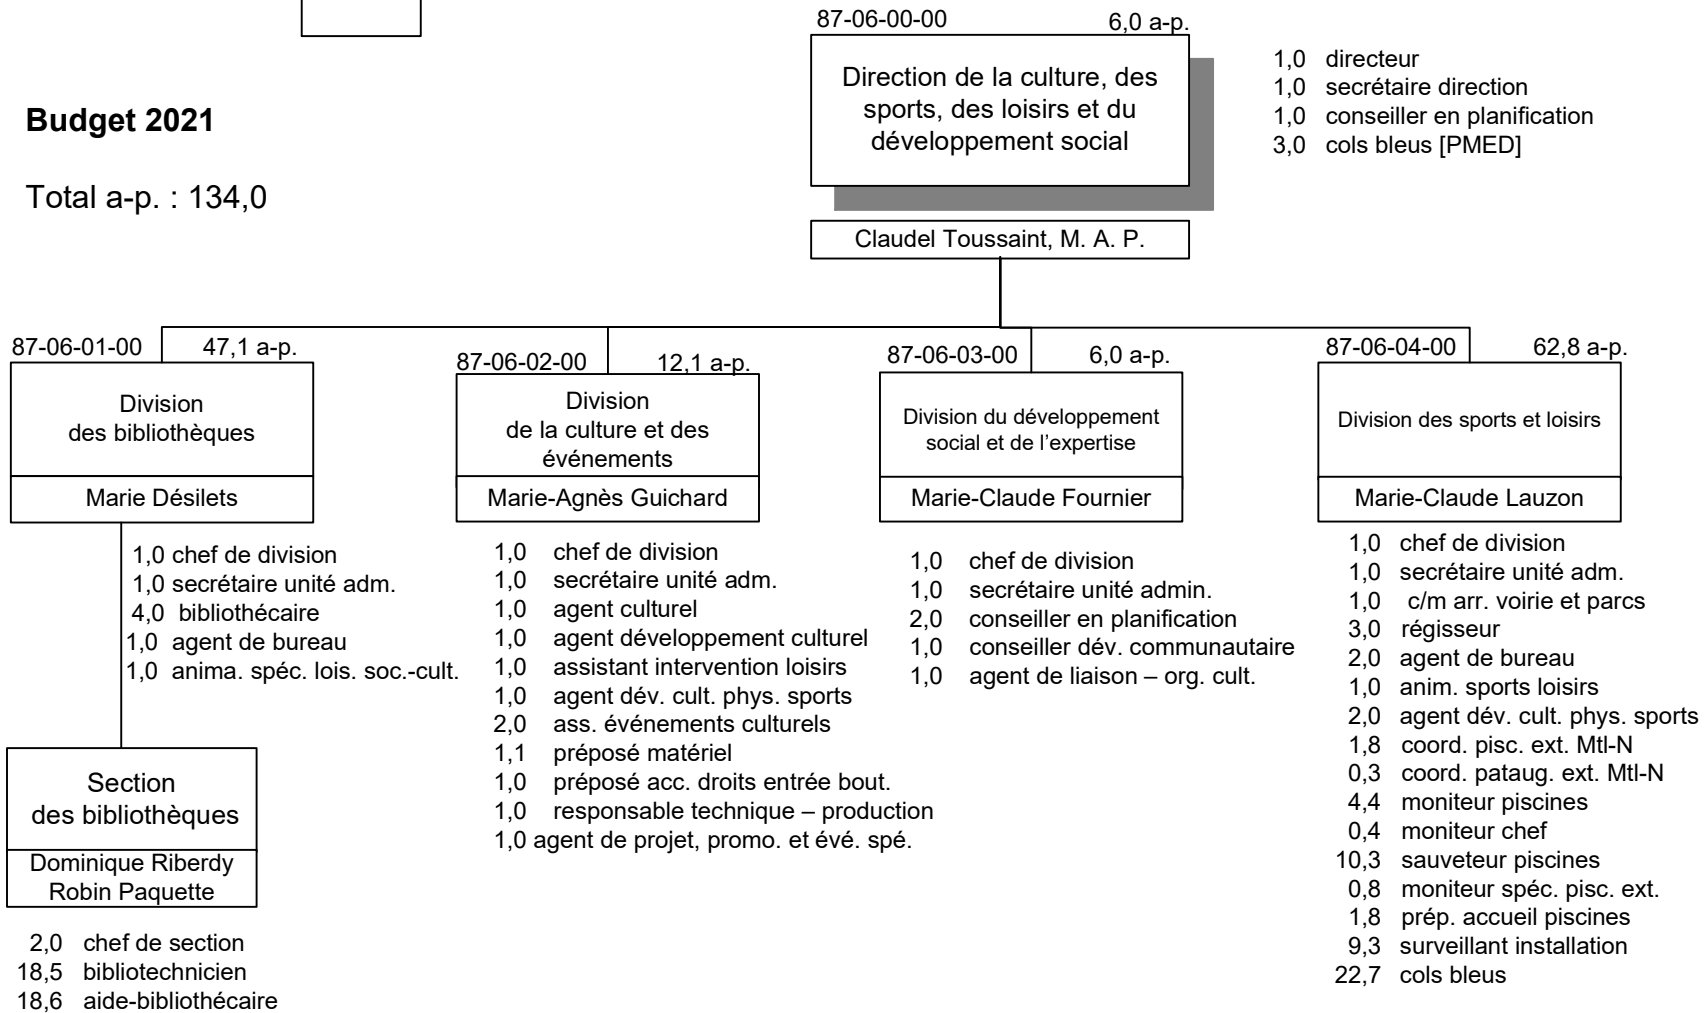 87-06-00-00 6,0 a-p.
Direction de la culture, des
sports, des loisirs et du
développement social
Claudel Toussaint, M. A. P.
1,0 directeur
1,0 secrétaire direction
1,0 conseiller en planification
3,0 cols bleus [PMED]
Budget 2021
Total a-p. : 134,0
87-06-01-00 47,1 a-p.
Division
des bibliothèques
Marie Désilets
1,0 chef de division
1,0 secrétaire unité adm.
4,0 bibliothécaire
1,0 agent de bureau
1,0 anima. spéc. lois. soc.-cult.
Section
des bibliothèques
Dominique Riberdy
Robin Paquette
2,0 chef de section
18,5 bibliotechnicien
18,6 aide-bibliothécaire
87-06-02-00 12,1 a-p.
Division
de la culture et des
événements
Marie-Agnès Guichard
1,0 chef de division
1,0 secrétaire unité adm.
1,0 agent culturel
1,0 agent développement culturel
1,0 assistant intervention loisirs
1,0 agent dév. cult. phys. sports
2,0 ass. événements culturels
1,1 préposé matériel
1,0 préposé acc. droits entrée bout.
1,0 responsable technique – production
1,0 agent de projet, promo. et évé. spé.
87-06-03-00 6,0 a-p.
Division du développement
social et de l’expertise
Marie-Claude Fournier
1,0 chef de division
1,0 secrétaire unité admin.
2,0 conseiller en planification
1,0 conseiller dév. communautaire
1,0 agent de liaison – org. cult.
87-06-04-00 62,8 a-p.
Division des sports et loisirs
Marie-Claude Lauzon
1,0 chef de division
1,0 secrétaire unité adm.
1,0 c/m arr. voirie et parcs
3,0 régisseur
2,0 agent de bureau
1,0 anim. sports loisirs
2,0 agent dév. cult. phys. sports
1,8 coord. pisc. ext. Mtl-N
0,3 coord. pataug. ext. Mtl-N
4,4 moniteur piscines
0,4 moniteur chef
10,3 sauveteur piscines
0,8 moniteur spéc. pisc. ext.
1,8 prép. accueil piscines
9,3 surveillant installation
22,7 cols bleus